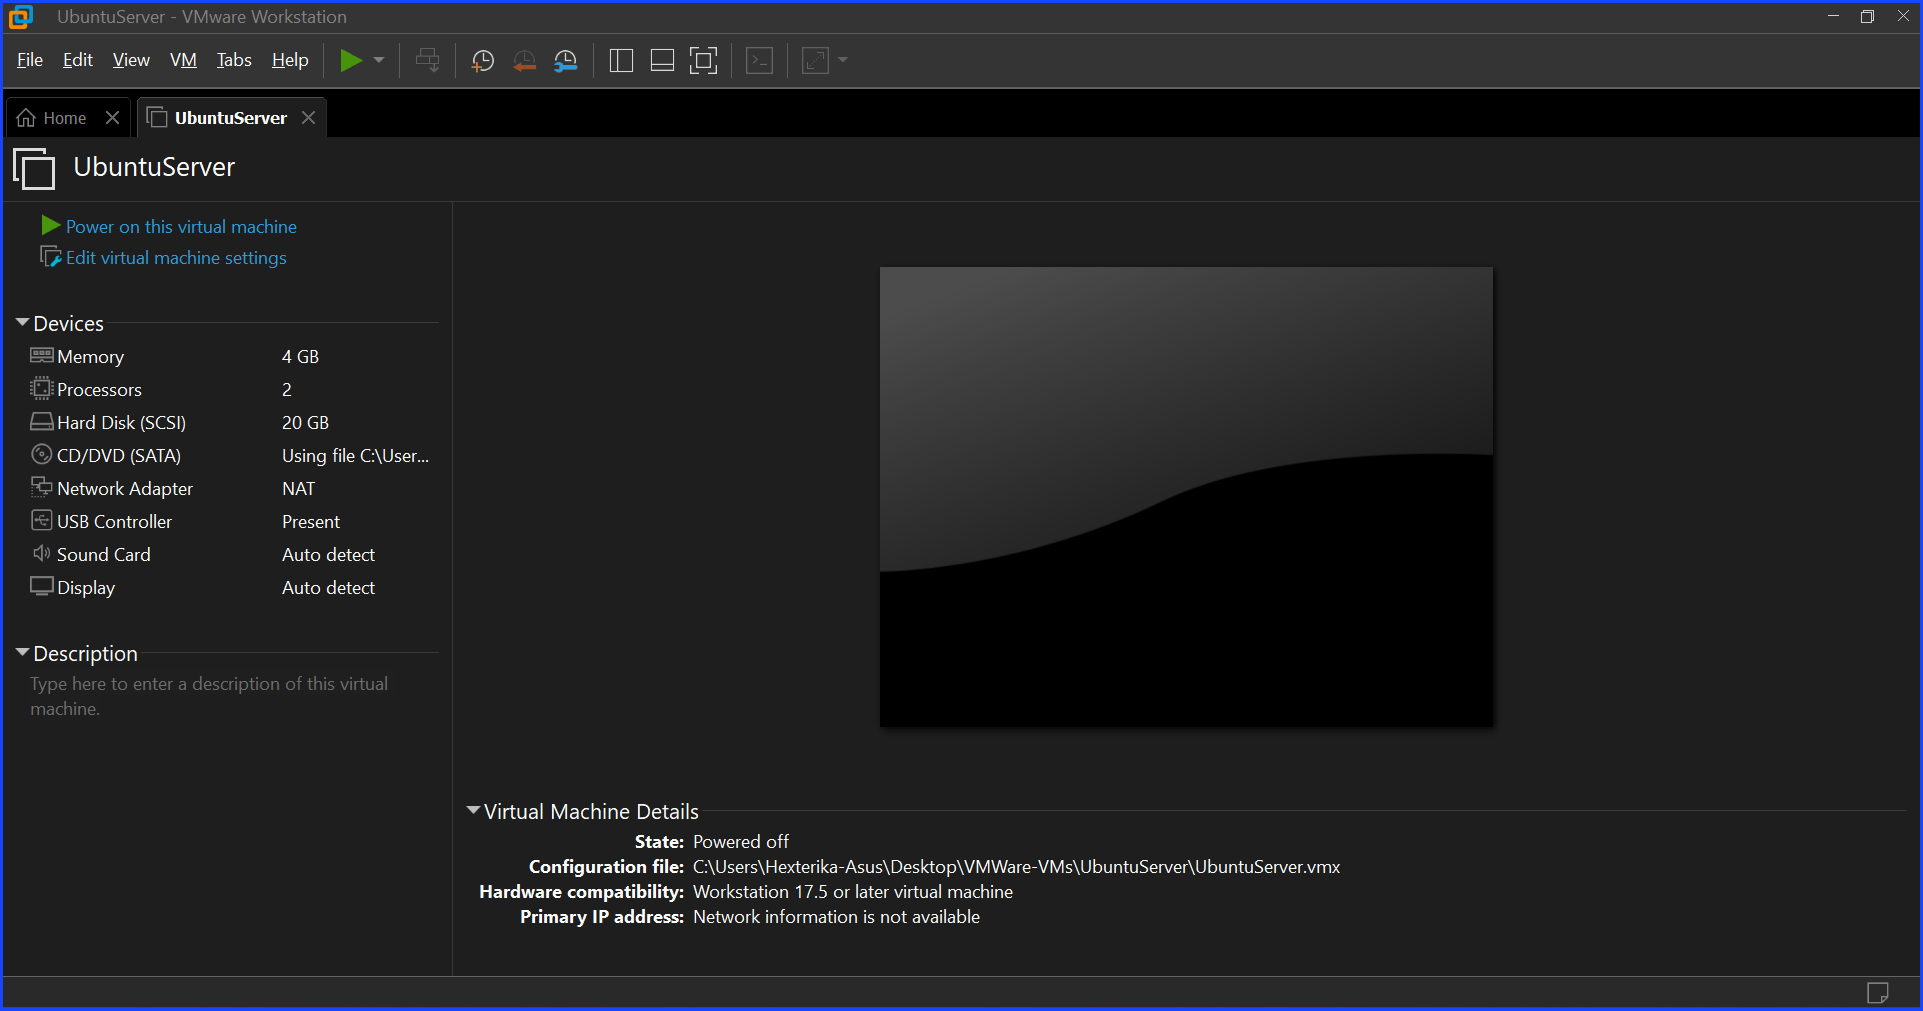 UbuntuServer - VMware Workstation
File Edit View VM Tabs Help
Home UbuntuServer
UbuntuServer
Power on this virtual machine
Edit virtual machine settings
Devices
Memory 4 GB
Processors 2
Hard Disk (SCSI) 20 GB
CD/DVD (SATA) Using file C:\User...
Network Adapter NAT
USB Controller Present
Sound Card Auto detect
Display Auto detect
Description
Type here to enter a description of this virtual
machine.
Virtual Machine Details
State: Powered off
Configuration file: C:\Users\Hexterika-Asus\Desktop\VMWare-VMs\UbuntuServer\UbuntuServer.vmx
Hardware compatibility: Workstation 17.5 or later virtual machine
Primary IP address: Network information is not available